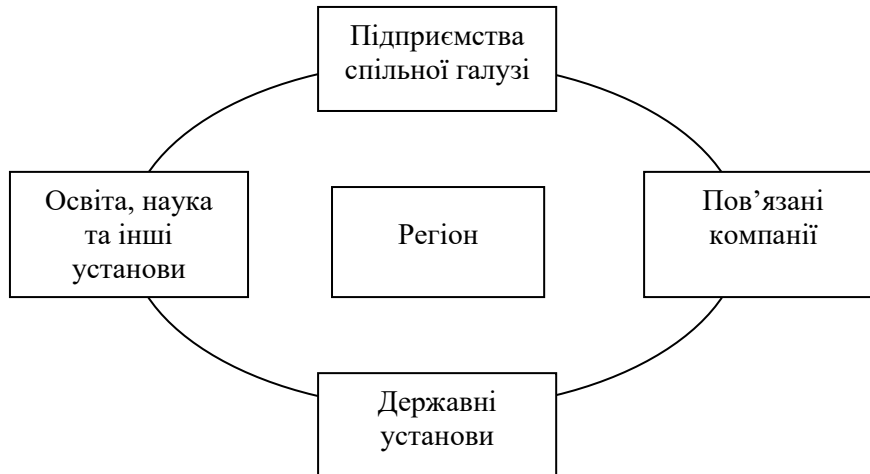 Підприємства
спільної галузі
Освіта, наука
та інші
установи
Регіон
Пов’язані
компанії
Державні
установи